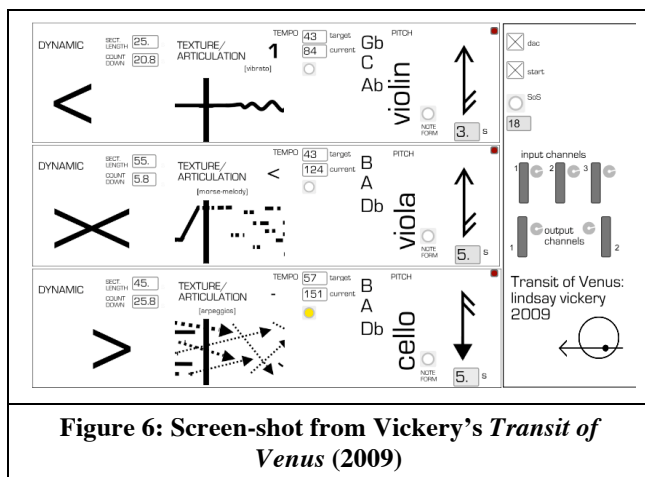 DYNAMIC
SECT. LENGTH 25.
COUNT DOWN 20.8
TEXTURE/
ARTICULATION
1
[vibrato]
TEMPO 43 target
84 current
Gb
C
Ab
PITCH
violin
NOTE
FORM
3. s
DYNAMIC
SECT. LENGTH 55.
COUNT DOWN 5.8
TEXTURE/
ARTICULATION
<
[morse-melody]
TEMPO 43 target
124 current
B
A
Db
PITCH
viola
NOTE
FORM
5. s
DYNAMIC
SECT. LENGTH 45.
COUNT DOWN 25.8
TEXTURE/
ARTICULATION
-
[arpeggios]
TEMPO 57 target
151 current
B
A
Db
PITCH
cello
NOTE
FORM
5. s
dac
start
SoS
18
input channels
1 2 3
output
channels
1 2
Transit of Venus:
lindsay vickery
2009
Figure 6: Screen-shot from Vickery's Transit of
Venus (2009)